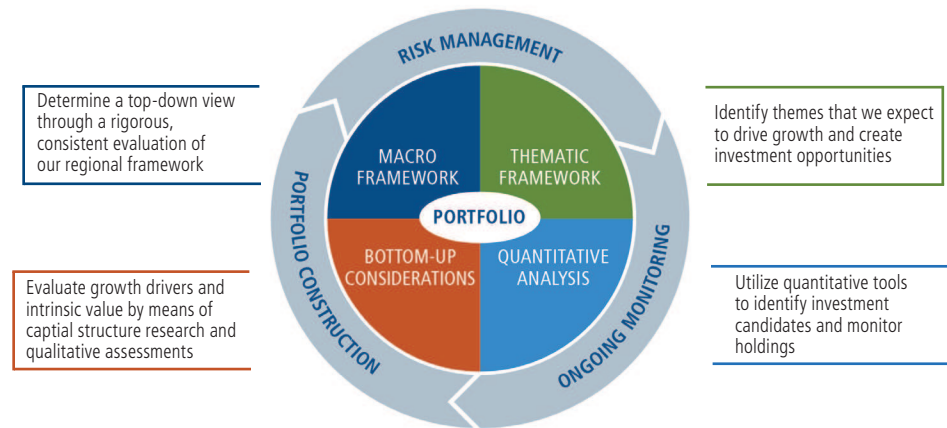 RISK MANAGEMENT
Determine a top-down view
through a rigorous,
consistent evaluation of
our regional framework
MACRO
FRAMEWORK
THEMATIC
FRAMEWORK
Identify themes that we expect
to drive growth and create
investment opportunities
PORTFOLIO
PORTFOLIO CONSTRUCTION
ONGOING MONITORING
Evaluate growth drivers and
intrinsic value by means of
captial structure research and
qualitative assessments
BOTTOM-UP
CONSIDERATIONS
QUANTITATIVE
ANALYSIS
Utilize quantitative tools
to identify investment
candidates and monitor
holdings